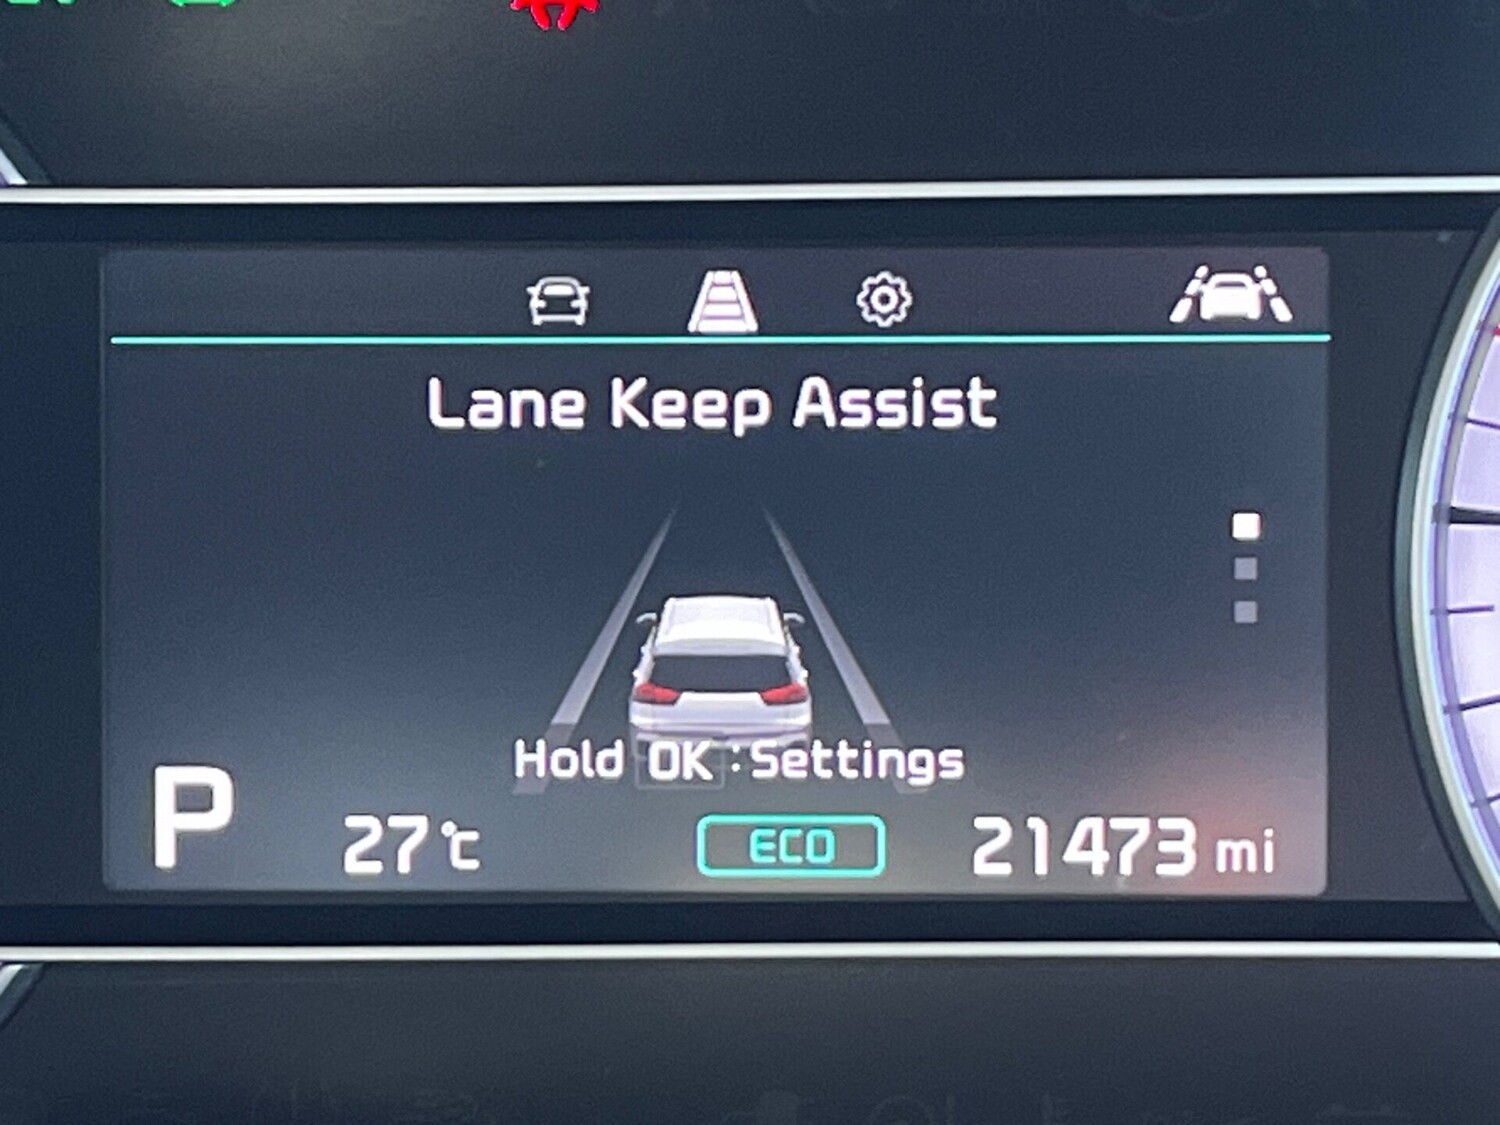 Lane Keep Assist
Hold OK : Settings
P
27 °C
ECO
21473 mi